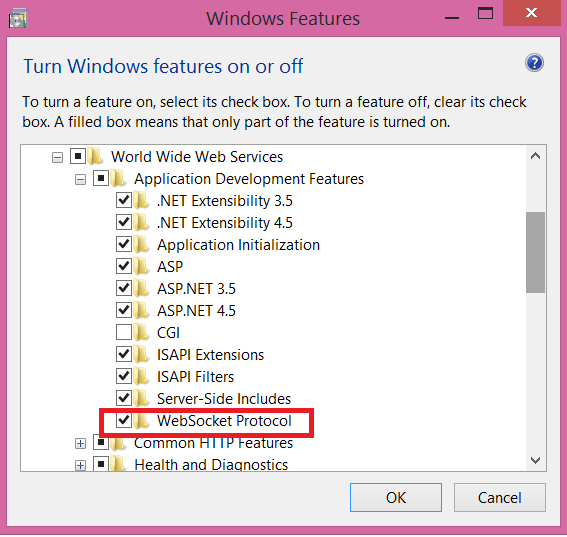 Windows Features
Turn Windows features on or off
To turn a feature on, select its check box. To turn a feature off, clear its check
box. A filled box means that only part of the feature is turned on.
World Wide Web Services
Application Development Features
.NET Extensibility 3.5
.NET Extensibility 4.5
Application Initialization
ASP
ASP.NET 3.5
ASP.NET 4.5
CGI
ISAPI Extensions
ISAPI Filters
Server-Side Includes
WebSocket Protocol
Common HTTP Features
Health and Diagnostics
OK Cancel